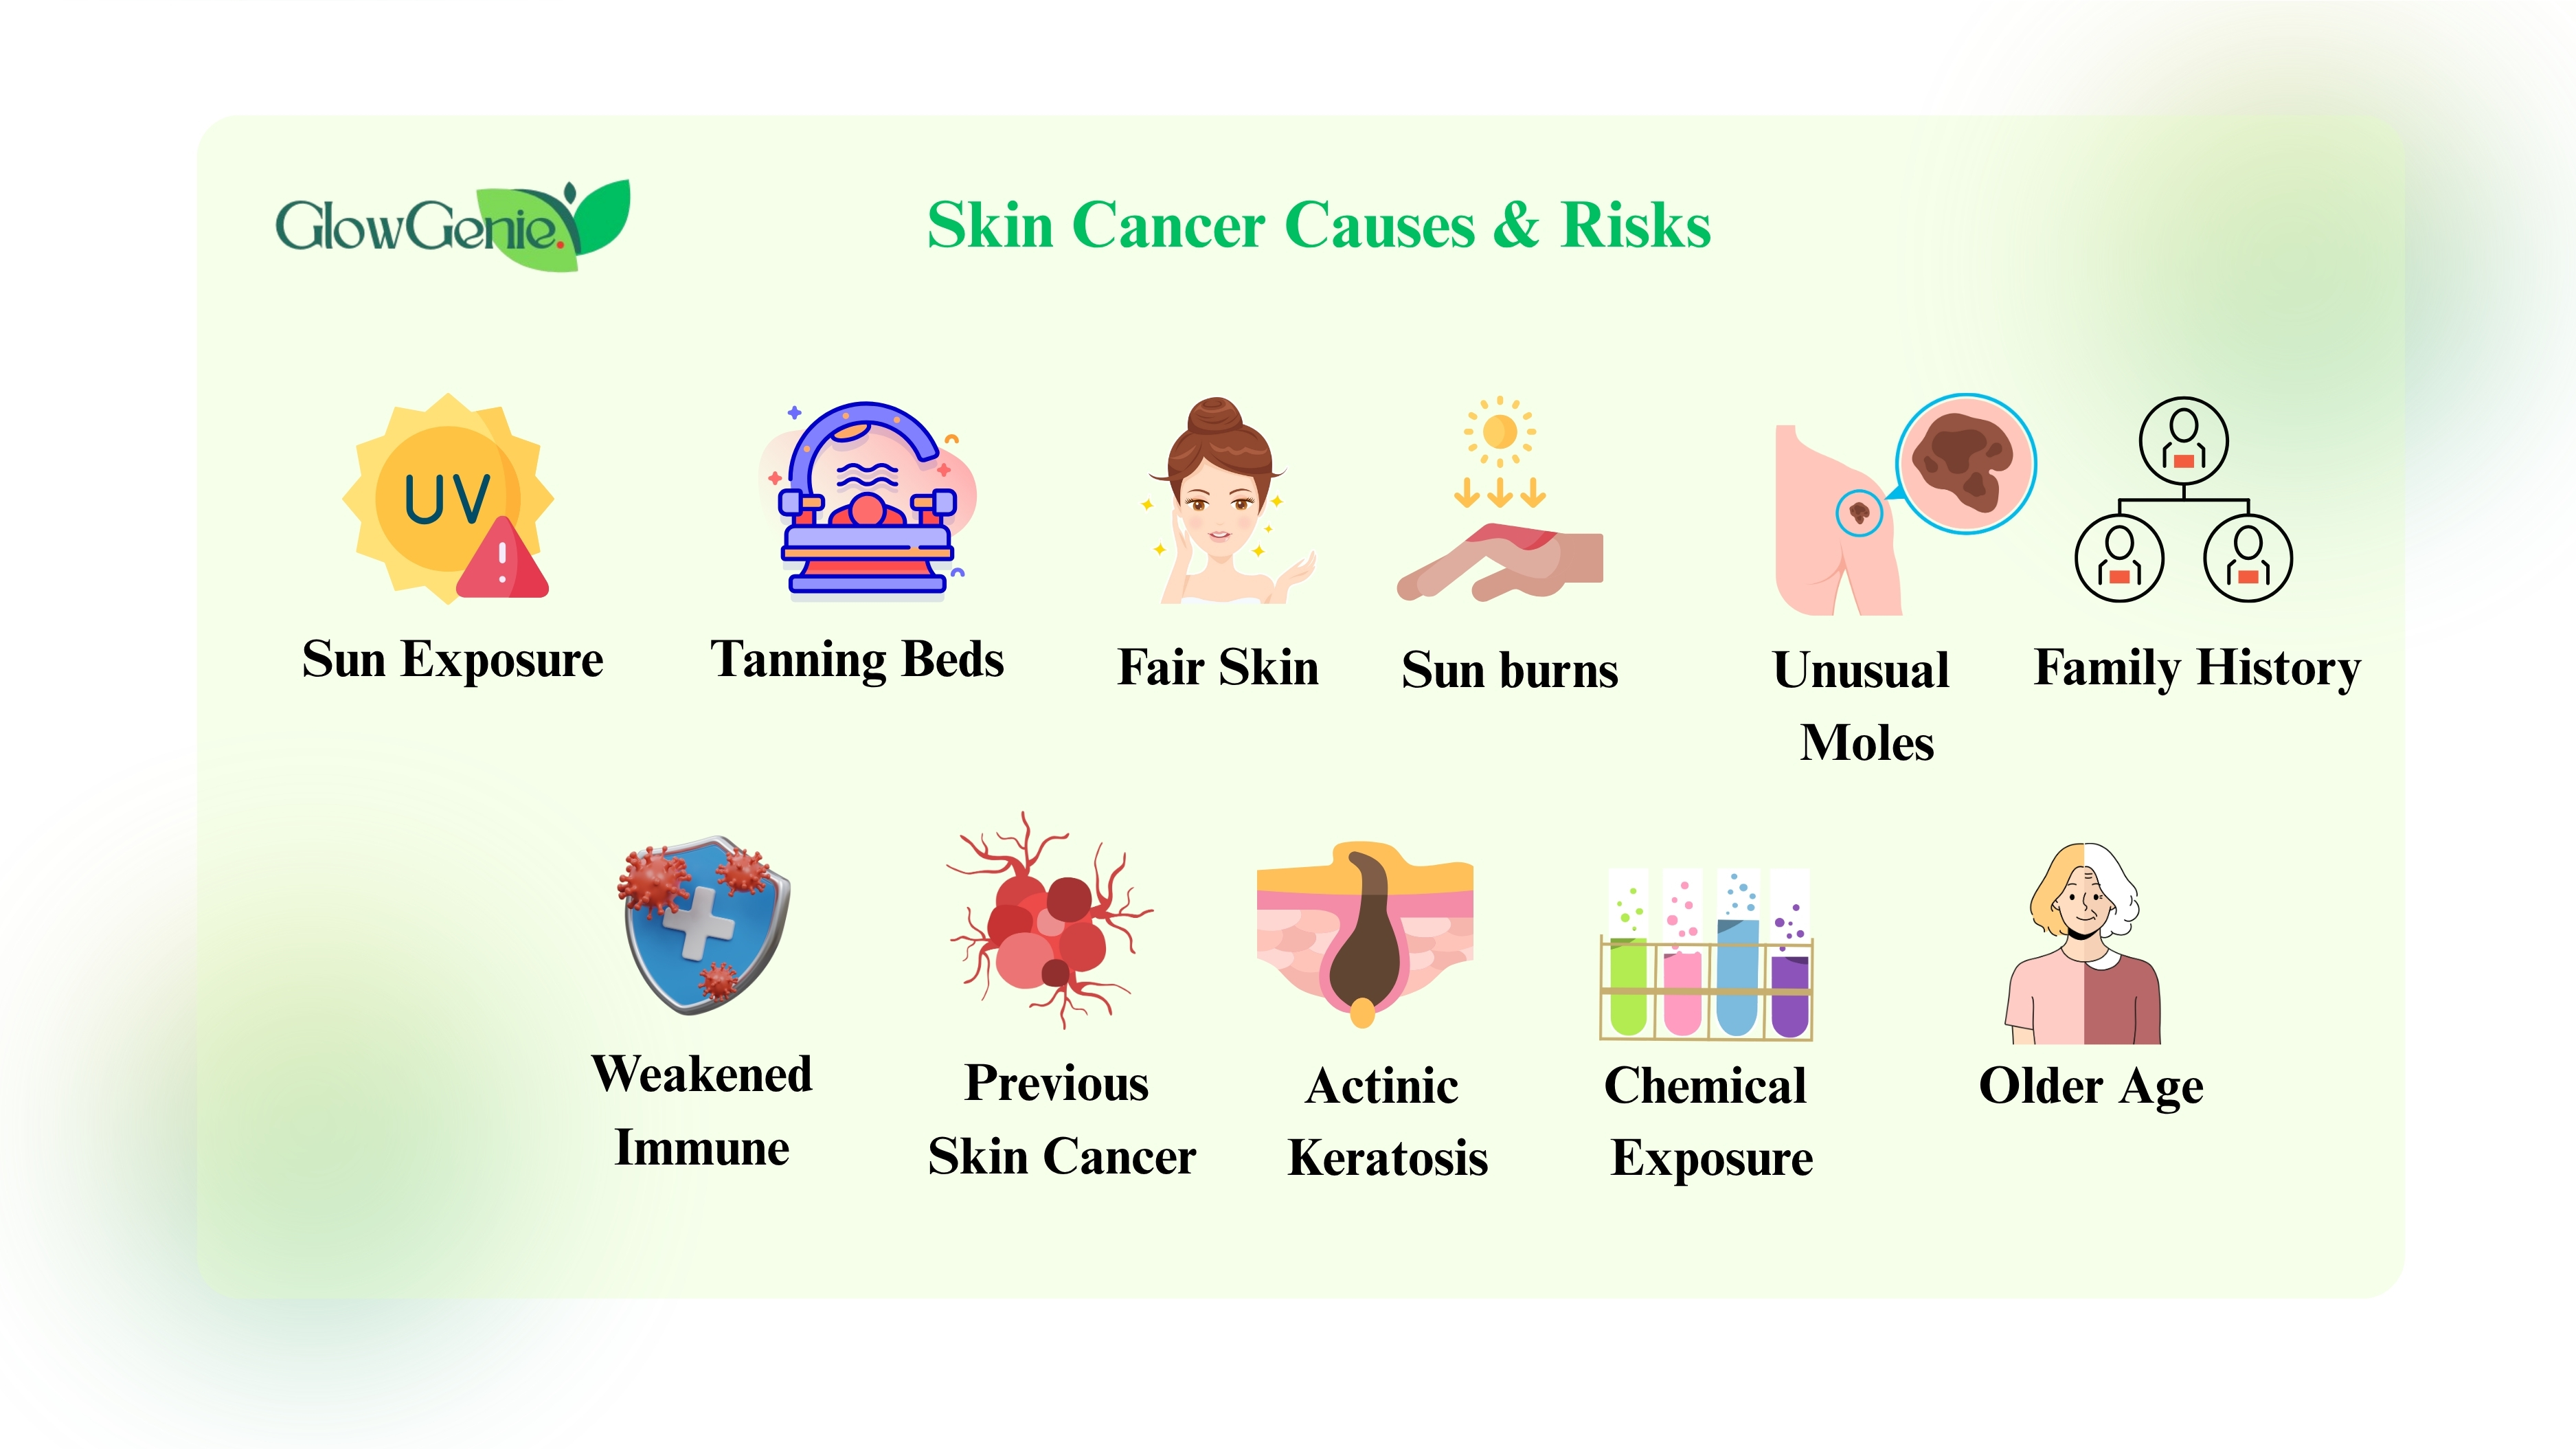 GlowGenie.
Skin Cancer Causes & Risks
UV
Sun Exposure
Tanning Beds
Fair Skin
Sun burns
Unusual
Moles
Family History
Weakened
Immune
Previous
Skin Cancer
Actinic
Keratosis
Chemical
Exposure
Older Age